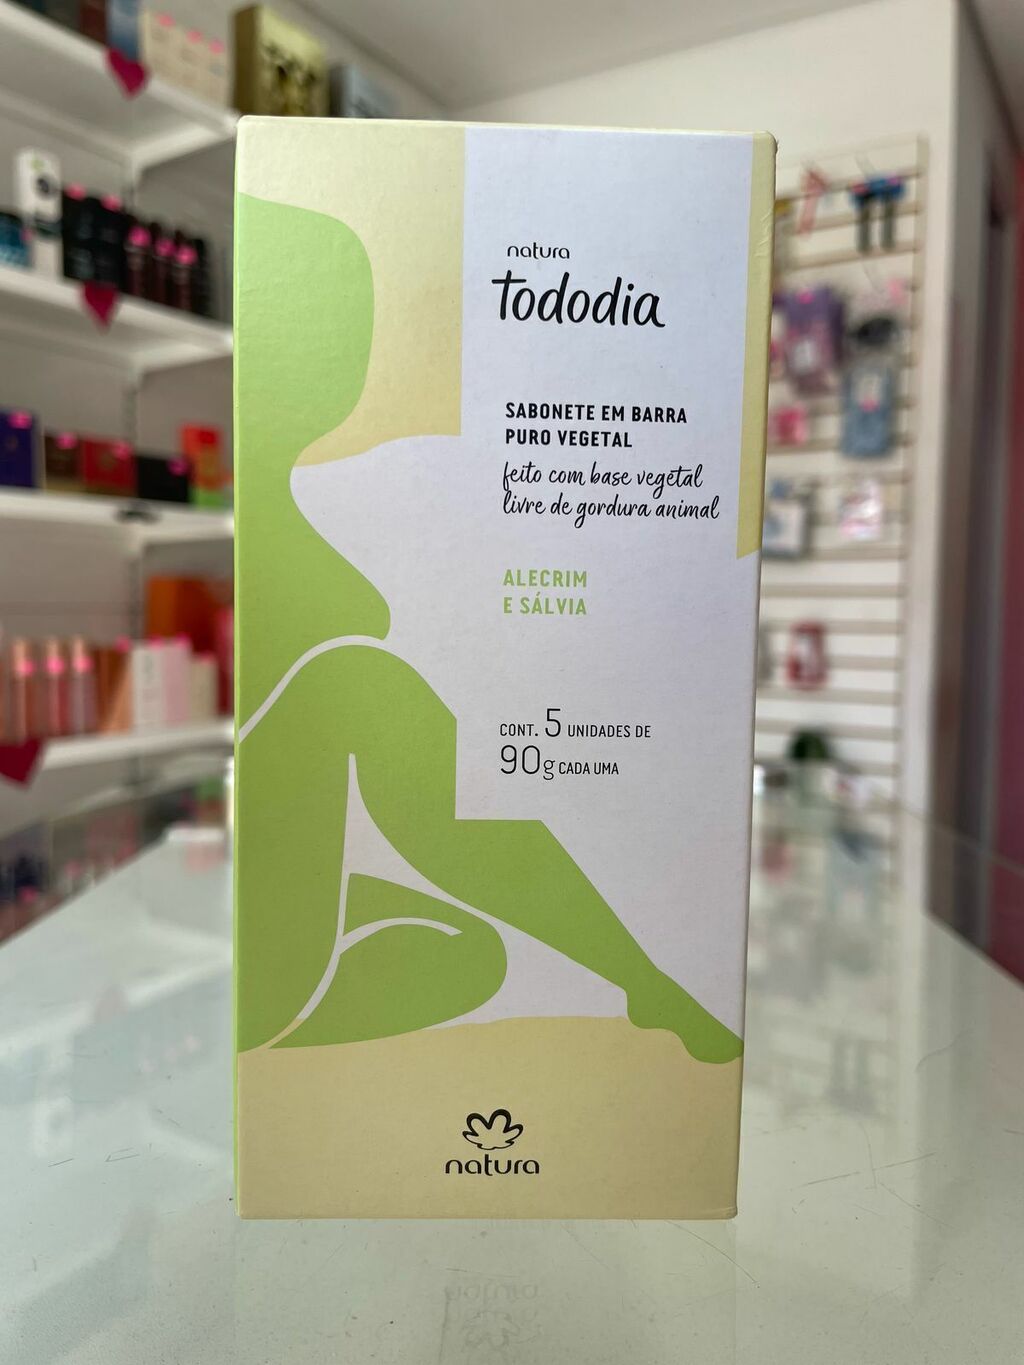 natura
Tododia
SABONETE EM BARRA
PURO VEGETAL
feito com base vegetal
livre de gordura animal
ALECRIM
E SÁLVIA
CONT. 5 UNIDADES DE
90g CADA UMA
natura